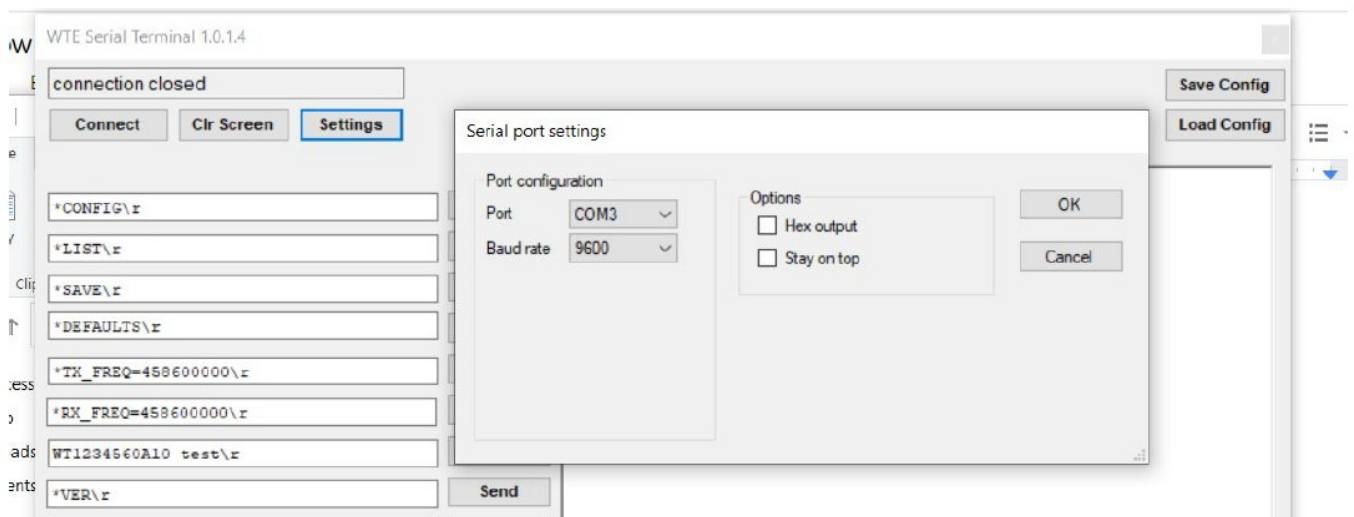 WTE Serial Terminal 1.0.1.4
connection closed
Save Config
Connect
Clr Screen
Settings
Load Config
Serial port settings
Port configuration
Port
COM3
Baud rate
9600
Options
Hex output
Stay on top
OK
Cancel
*CONFIG\r
*LIST\r
*SAVE\r
*DEFAULTS\r
*TX_FREQ=458600000\r
*RX_FREQ=458600000\r
WT1234560A10 test\r
*VER\r
Send